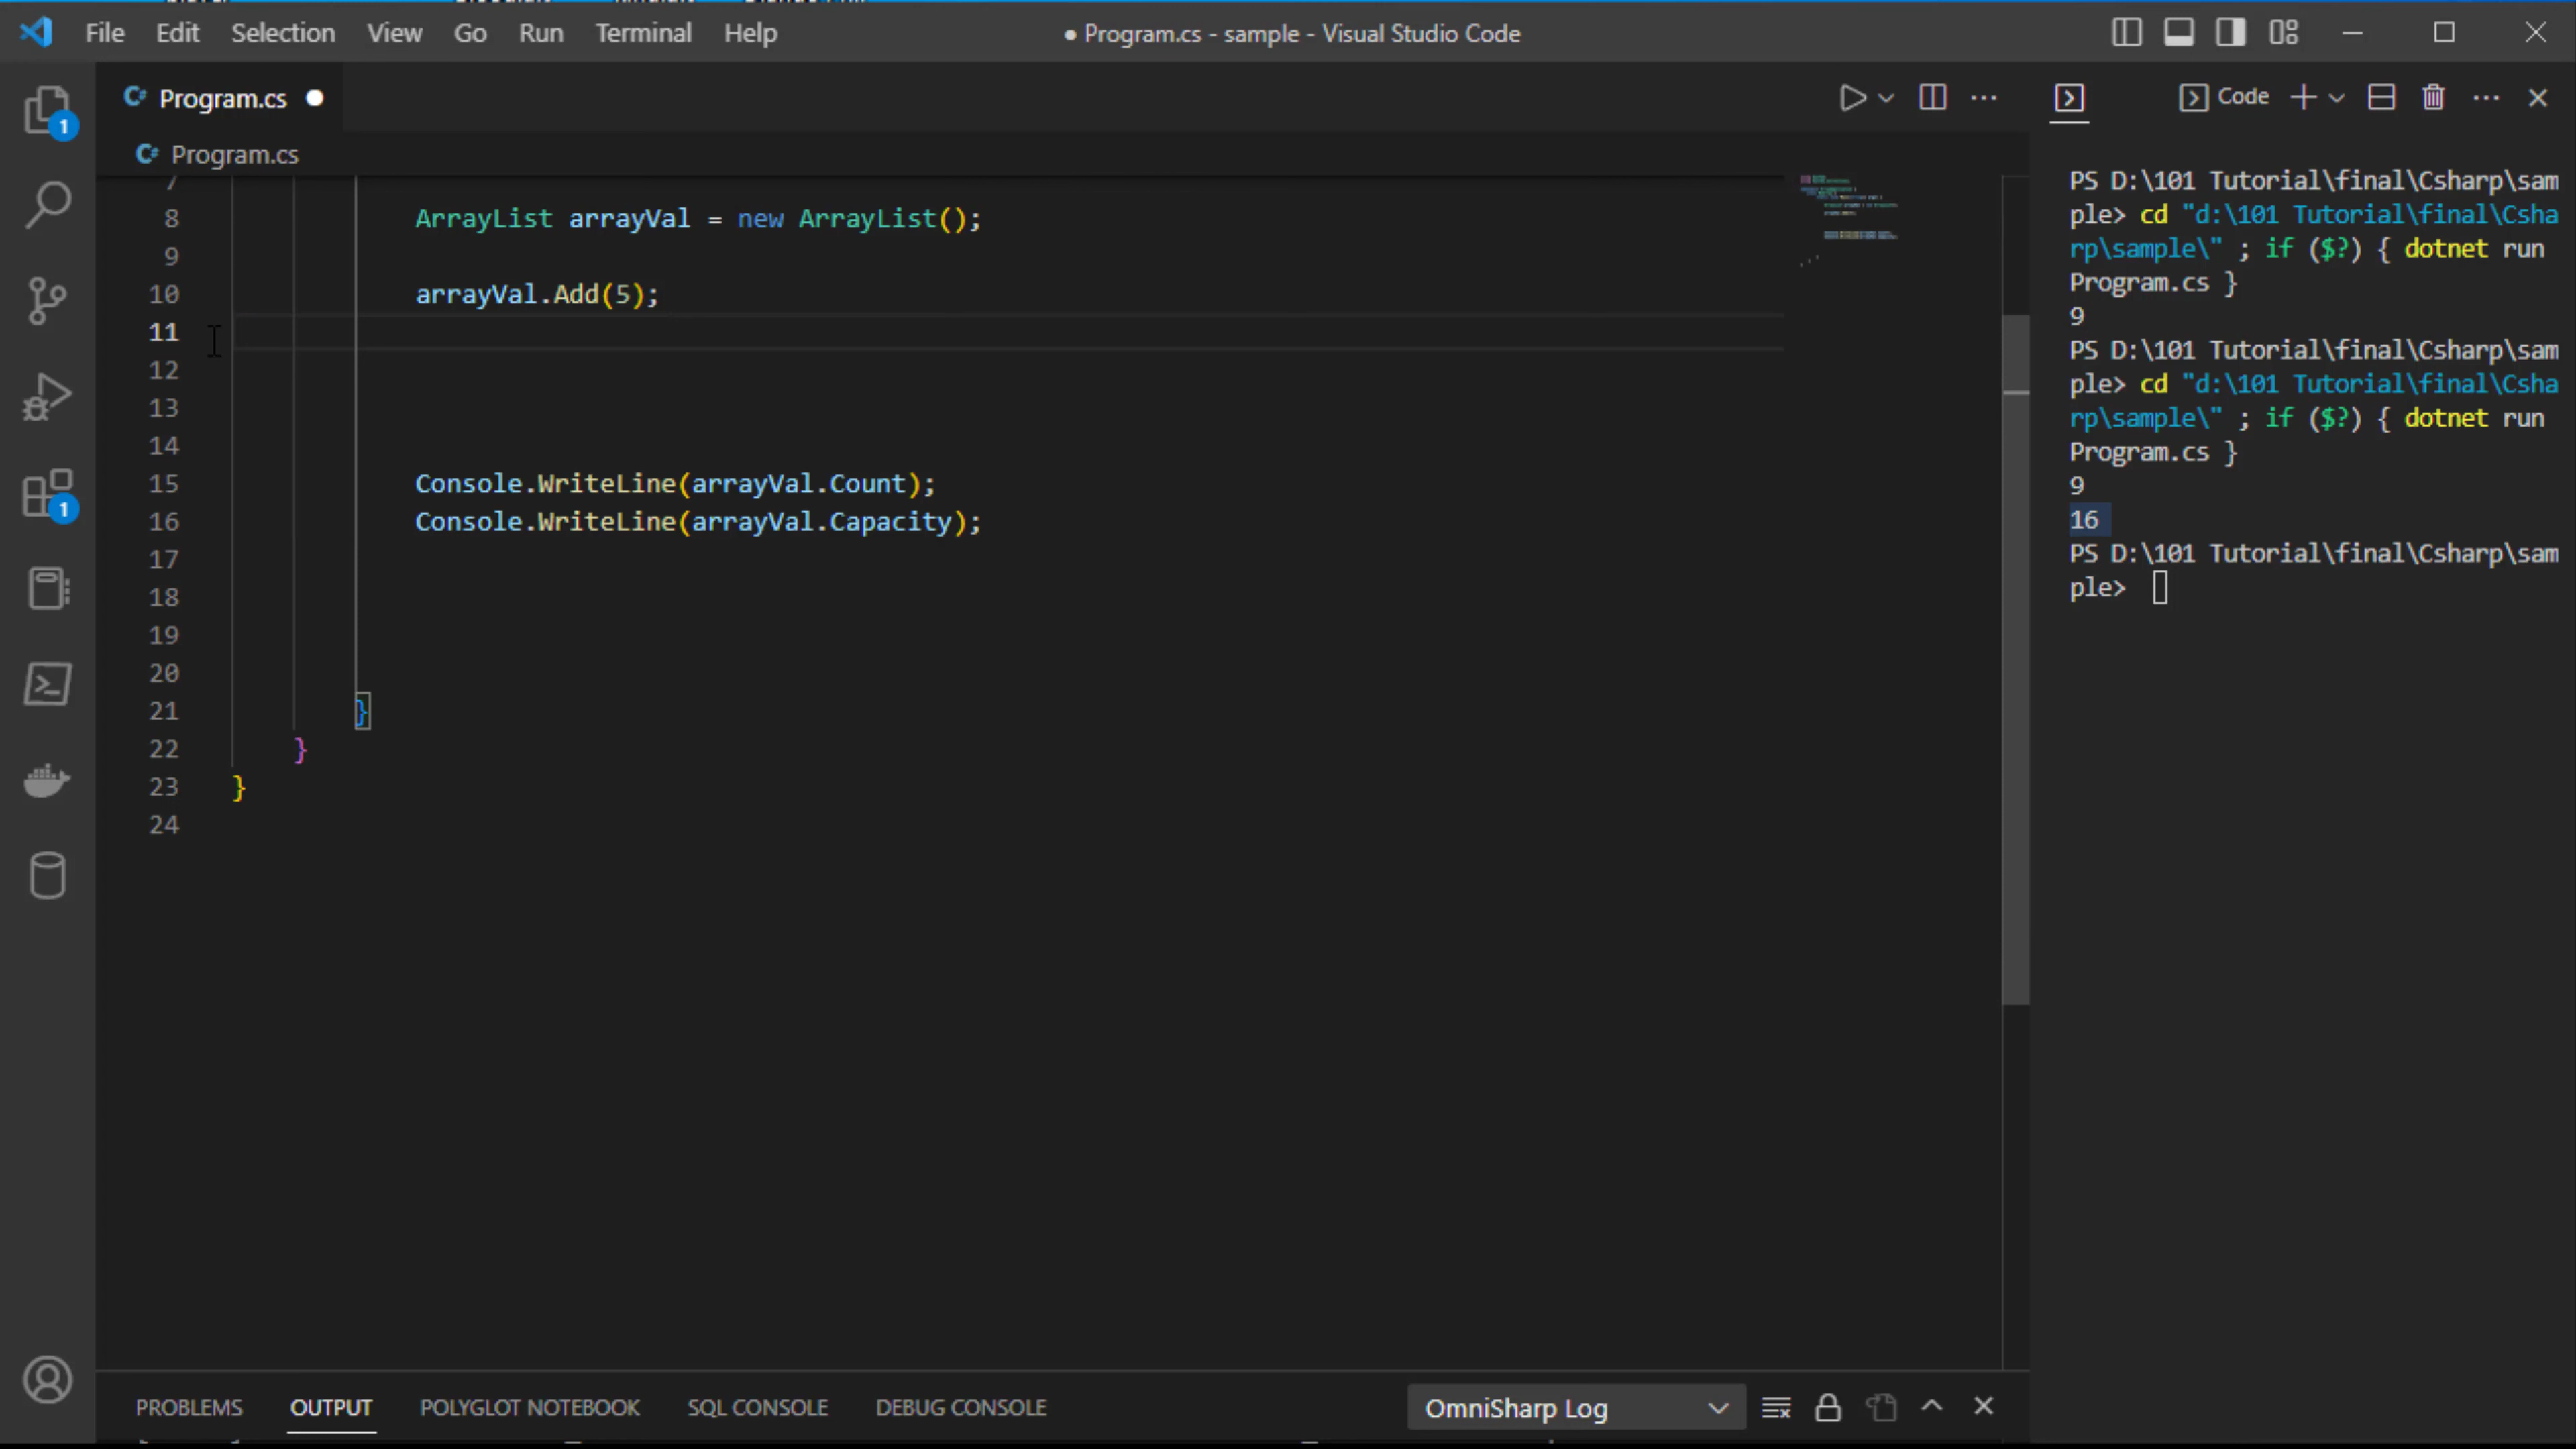 File Edit Selection View Go Run Terminal Help
● Program.cs - sample - Visual Studio Code
Program.cs
Code
Program.cs
7
8 ArrayList arrayVal = new ArrayList();
9
10 arrayVal.Add(5);
11
12
13
14
15 Console.WriteLine(arrayVal.Count);
16 Console.WriteLine(arrayVal.Capacity);
17
18
19
20
21 }
22 }
23 }
24
PS D:\101 Tutorial\final\Csharp\sam
ple> cd "d:\101 Tutorial\final\Csha
rp\sample\" ; if ($?) { dotnet run
Program.cs }
9
PS D:\101 Tutorial\final\Csharp\sam
ple> cd "d:\101 Tutorial\final\Csha
rp\sample\" ; if ($?) { dotnet run
Program.cs }
9
16
PS D:\101 Tutorial\final\Csharp\sam
ple>
1
1
PROBLEMS OUTPUT POLYGLOT NOTEBOOK SQL CONSOLE DEBUG CONSOLE
OmniSharp Log